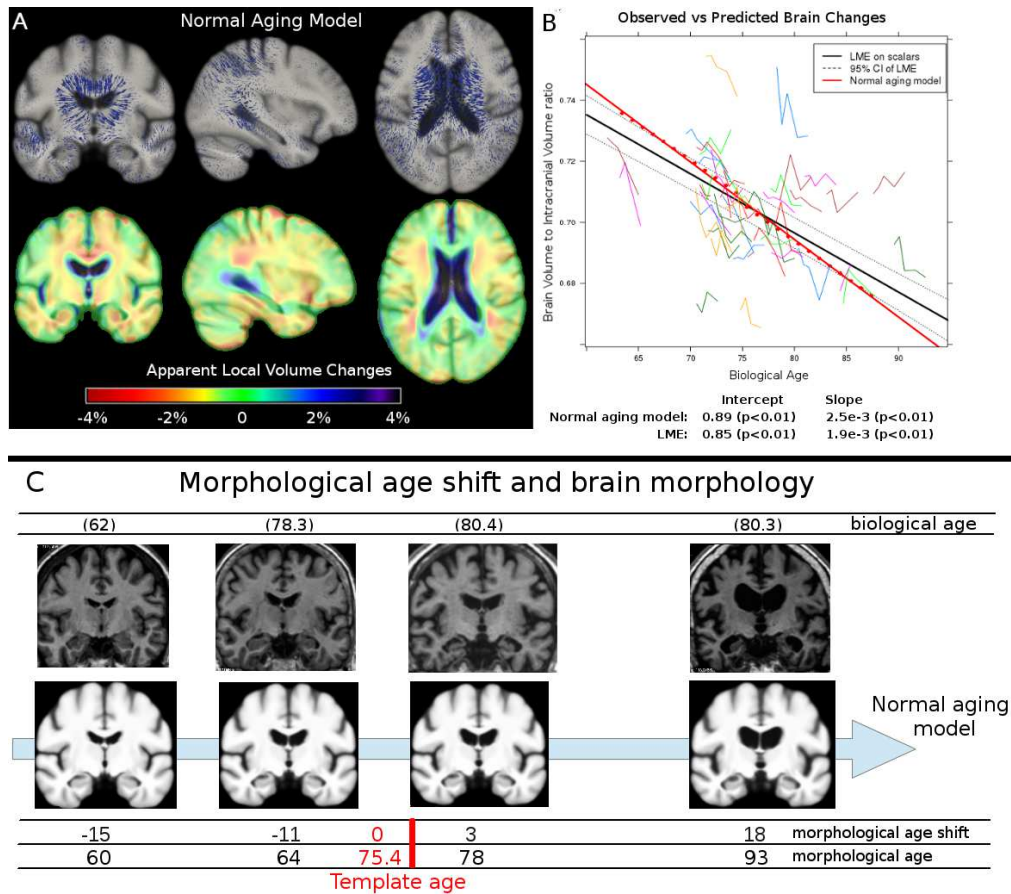 A
Normal Aging Model
Apparent Local Volume Changes
-4% -2% 0 2% 4%
B
Observed vs Predicted Brain Changes
LME on scalars
95% CI of LME
Normal aging model
Brain Volume to Intracranial Volume ratio
0.74
0.72
0.70
0.68
65 70 75 80 85 90
Biological Age
Intercept Slope
Normal aging model: 0.89 (p<0.01) 2.5e-3 (p<0.01)
LME: 0.85 (p<0.01) 1.9e-3 (p<0.01)
C Morphological age shift and brain morphology
(62) (78.3) (80.4) (80.3) biological age
Normal aging
model
-15 -11 0 3 18 morphological age shift
60 64 75.4 78 93 morphological age
Template age